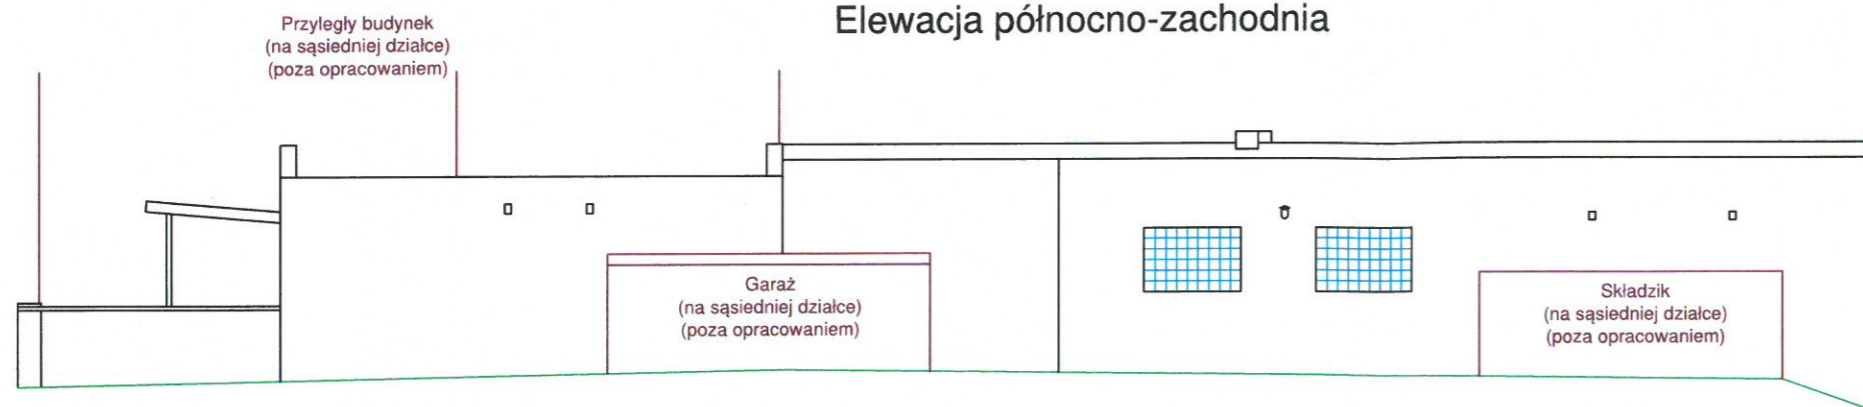 Elewacja północno-zachodnia
Przyległy budynek
(na sąsiedniej działce)
(poza opracowaniem)
Garaż
(na sąsiedniej działce)
(poza opracowaniem)
Składzik
(na sąsiedniej działce)
(poza opracowaniem)